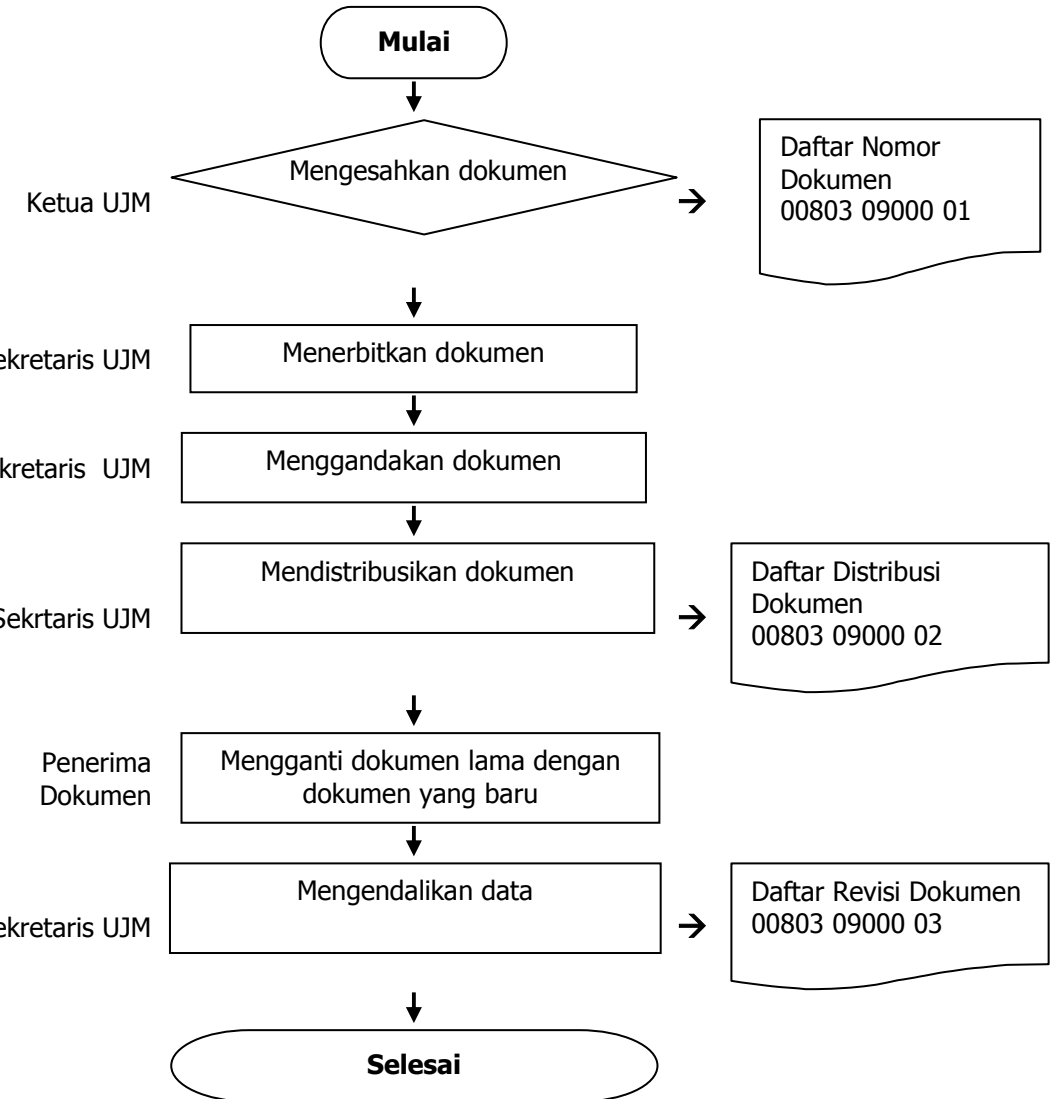 Mulai
Mengesahkan dokumen
Ketua UJM
Daftar Nomor
Dokumen
00803 09000 01
Menerbitkan dokumen
ekretaris UJM
Menggandakan dokumen
kretaris UJM
Mendistribusikan dokumen
Sekrtaris UJM
Daftar Distribusi
Dokumen
00803 09000 02
Penerima
Dokumen
Mengganti dokumen lama dengan
dokumen yang baru
Mengendalikan data
ekretaris UJM
Daftar Revisi Dokumen
00803 09000 03
Selesai